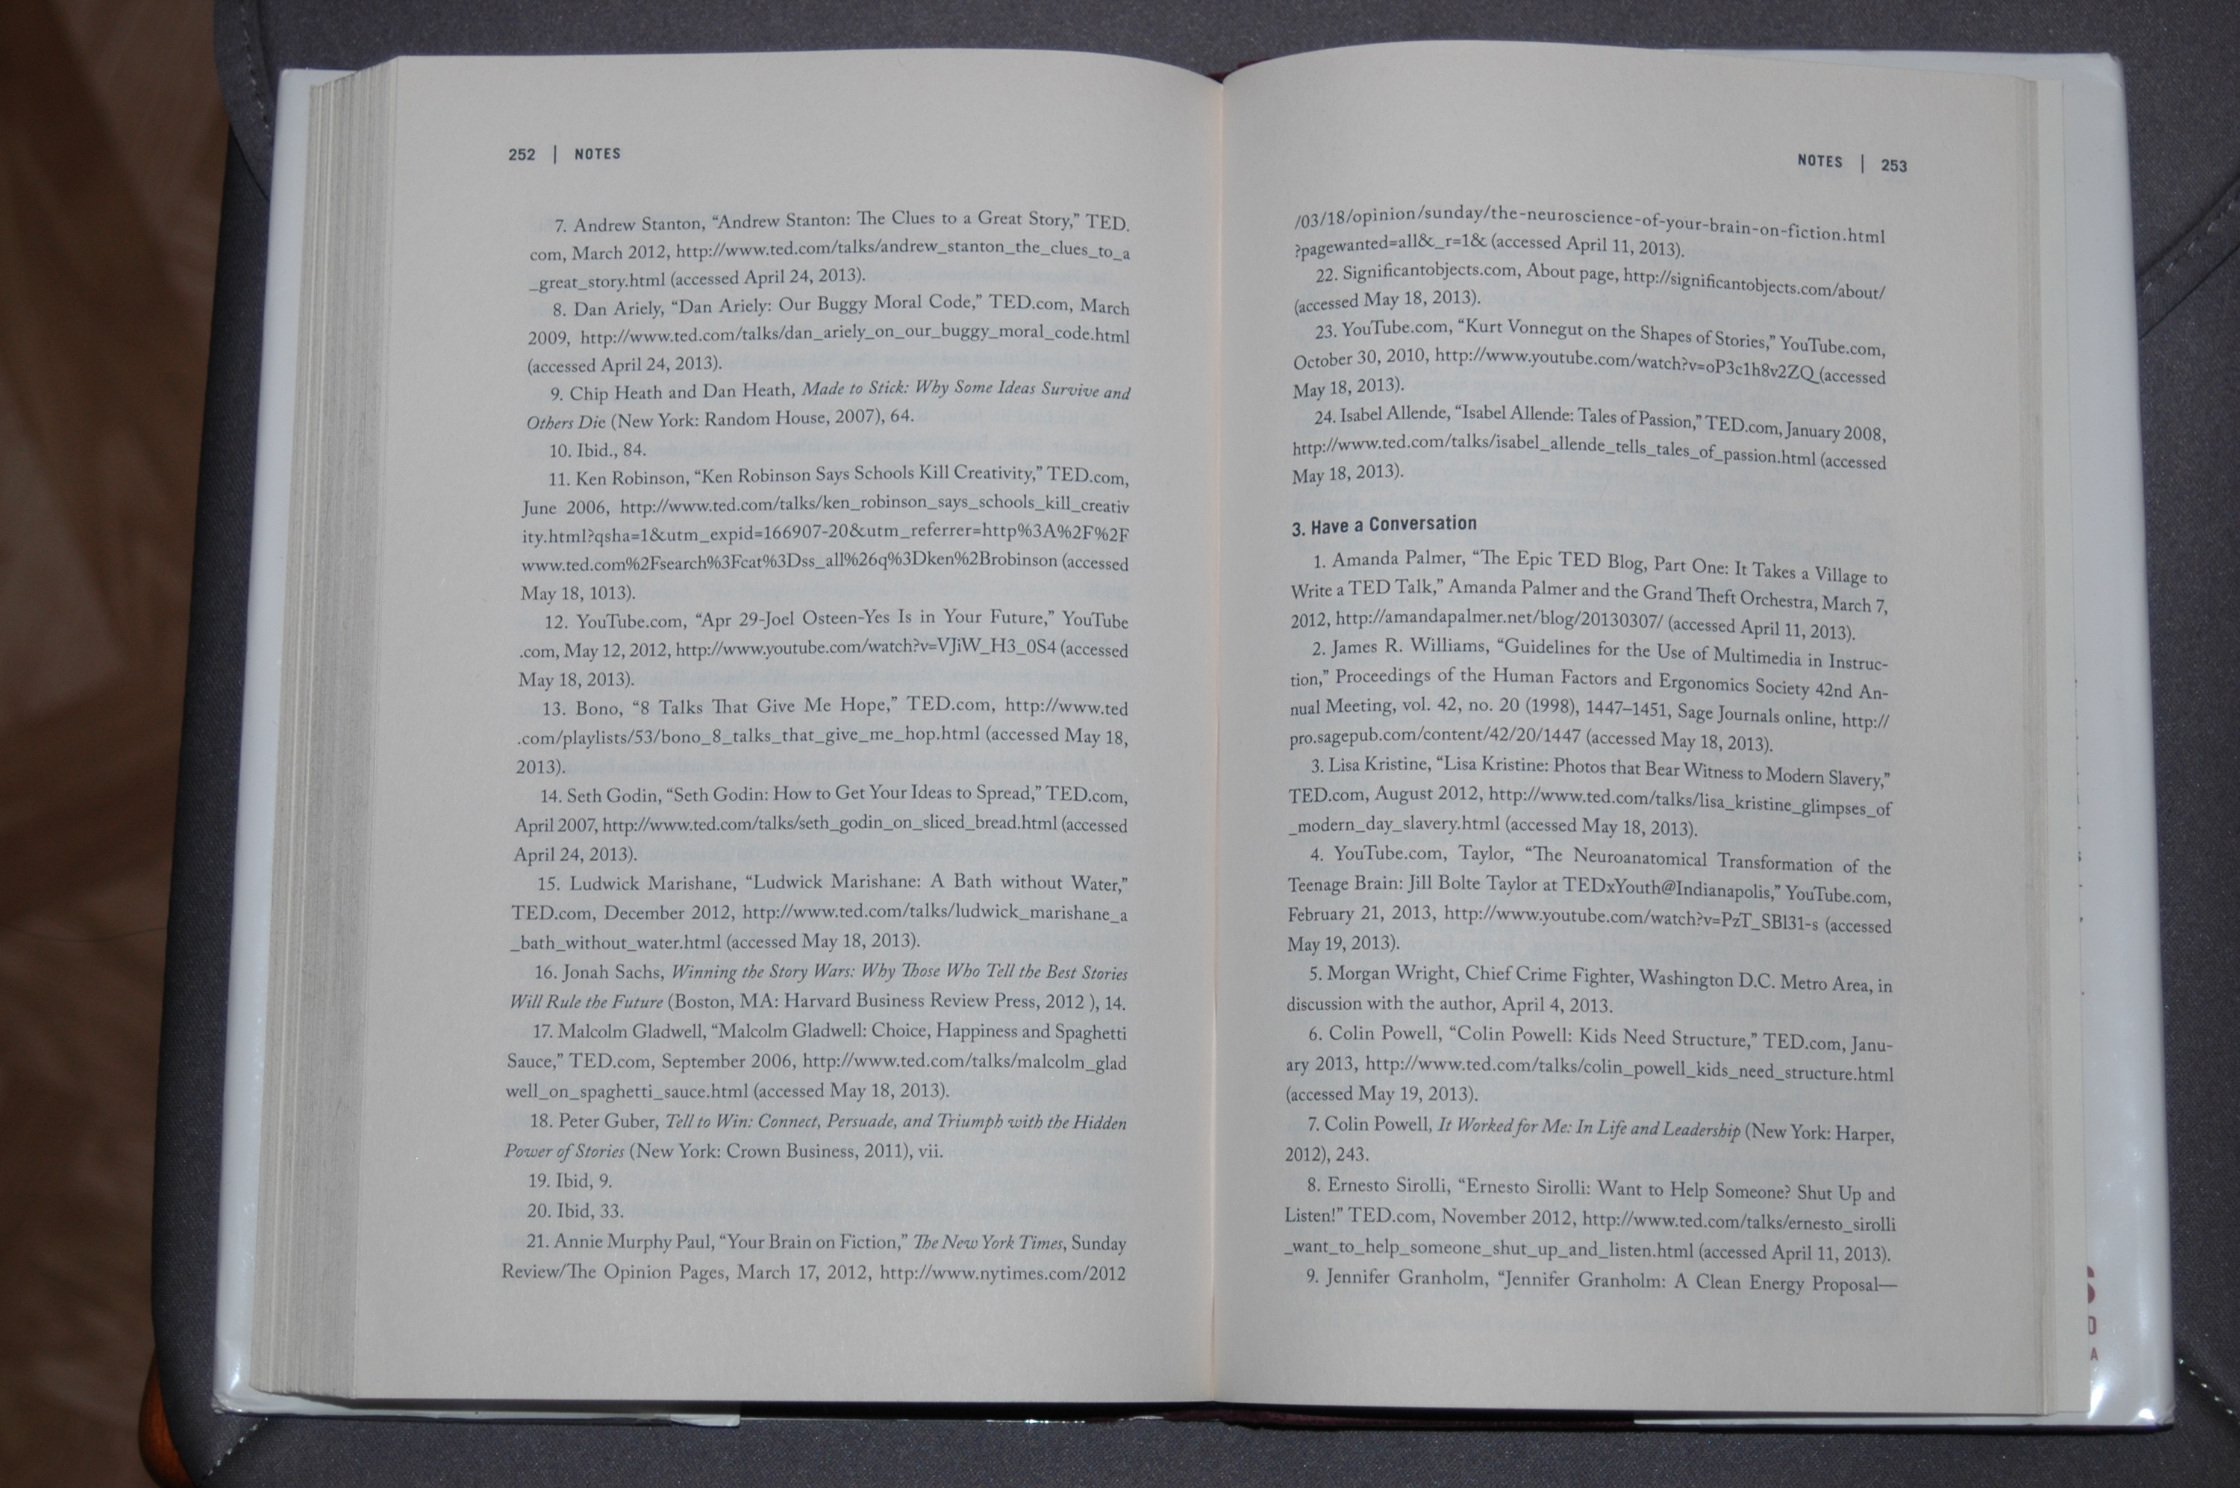 252 | NOTES
7. Andrew Stanton, “Andrew Stanton: The Clues to a Great Story,” TED.
com, March 2012, http://www.ted.com/talks/andrew_stanton_the_clues_to_a
_great_story.html (accessed April 24, 2013).
8. Dan Ariely, “Dan Ariely: Our Buggy Moral Code,” TED.com, March
2009, http://www.ted.com/talks/dan_ariely_on_our_buggy_moral_code.html
(accessed April 24, 2013).
9. Chip Heath and Dan Heath, Made to Stick: Why Some Ideas Survive and
Others Die (New York: Random House, 2007), 64.
10. Ibid., 84.
11. Ken Robinson, “Ken Robinson Says Schools Kill Creativity,” TED.com,
June 2006, http://www.ted.com/talks/ken_robinson_says_schools_kill_creativ
ity.html?qsha=1&utm_expid=166907-20&utm_referrer=http%3A%2F%2F
www.ted.com%2Fsearch%3Fcat%3Dss_all%26q%3Dken%2Brobinson (accessed
May 18, 1013).
12. YouTube.com, “Apr 29-Joel Osteen-Yes Is in Your Future,” YouTube
.com, May 12, 2012, http://www.youtube.com/watch?v=VJiW_H3_0S4 (accessed
May 18, 2013).
13. Bono, “8 Talks That Give Me Hope,” TED.com, http://www.ted
.com/playlists/53/bono_8_talks_that_give_me_hop.html (accessed May 18,
2013).
14. Seth Godin, “Seth Godin: How to Get Your Ideas to Spread,” TED.com,
April 2007, http://www.ted.com/talks/seth_godin_on_sliced_bread.html (accessed
April 24, 2013).
15. Ludwick Marishane, “Ludwick Marishane: A Bath without Water,”
TED.com, December 2012, http://www.ted.com/talks/ludwick_marishane_a
_bath_without_water.html (accessed May 18, 2013).
16. Jonah Sachs, Winning the Story Wars: Why Those Who Tell the Best Stories
Will Rule the Future (Boston, MA: Harvard Business Review Press, 2012 ), 14.
17. Malcolm Gladwell, “Malcolm Gladwell: Choice, Happiness and Spaghetti
Sauce,” TED.com, September 2006, http://www.ted.com/talks/malcolm_glad
well_on_spaghetti_sauce.html (accessed May 18, 2013).
18. Peter Guber, Tell to Win: Connect, Persuade, and Triumph with the Hidden
Power of Stories (New York: Crown Business, 2011), vii.
19. Ibid, 9.
20. Ibid, 33.
21. Annie Murphy Paul, “Your Brain on Fiction,” The New York Times, Sunday
Review/The Opinion Pages, March 17, 2012, http://www.nytimes.com/2012
NOTES | 253
/03/18/opinion/sunday/the-neuroscience-of-your-brain-on-fiction.html
?pagewanted=all&_r=1& (accessed April 11, 2013).
22. Significantobjects.com, About page, http://significantobjects.com/about/
(accessed May 18, 2013).
23. YouTube.com, “Kurt Vonnegut on the Shapes of Stories,” YouTube.com,
October 30, 2010, http://www.youtube.com/watch?v=oP3c1h8v2ZQ (accessed
May 18, 2013).
24. Isabel Allende, “Isabel Allende: Tales of Passion,” TED.com, January 2008,
http://www.ted.com/talks/isabel_allende_tells_tales_of_passion.html (accessed
May 18, 2013).
3. Have a Conversation
1. Amanda Palmer, “The Epic TED Blog, Part One: It Takes a Village to
Write a TED Talk,” Amanda Palmer and the Grand Theft Orchestra, March 7,
2012, http://amandapalmer.net/blog/20130307/ (accessed April 11, 2013).
2. James R. Williams, “Guidelines for the Use of Multimedia in Instruc-
tion,” Proceedings of the Human Factors and Ergonomics Society 42nd An-
nual Meeting, vol. 42, no. 20 (1998), 1447–1451, Sage Journals online, http://
pro.sagepub.com/content/42/20/1447 (accessed May 18, 2013).
3. Lisa Kristine, “Lisa Kristine: Photos that Bear Witness to Modern Slavery,”
TED.com, August 2012, http://www.ted.com/talks/lisa_kristine_glimpses_of
_modern_day_slavery.html (accessed May 18, 2013).
4. YouTube.com, Taylor, “The Neuroanatomical Transformation of the
Teenage Brain: Jill Bolte Taylor at TEDxYouth@Indianapolis,” YouTube.com,
February 21, 2013, http://www.youtube.com/watch?v=PzT_SBl31-s (accessed
May 19, 2013).
5. Morgan Wright, Chief Crime Fighter, Washington D.C. Metro Area, in
discussion with the author, April 4, 2013.
6. Colin Powell, “Colin Powell: Kids Need Structure,” TED.com, Janu-
ary 2013, http://www.ted.com/talks/colin_powell_kids_need_structure.html
(accessed May 19, 2013).
7. Colin Powell, It Worked for Me: In Life and Leadership (New York: Harper,
2012), 243.
8. Ernesto Sirolli, “Ernesto Sirolli: Want to Help Someone? Shut Up and
Listen!” TED.com, November 2012, http://www.ted.com/talks/ernesto_sirolli
_want_to_help_someone_shut_up_and_listen.html (accessed April 11, 2013).
9. Jennifer Granholm, “Jennifer Granholm: A Clean Energy Proposal—